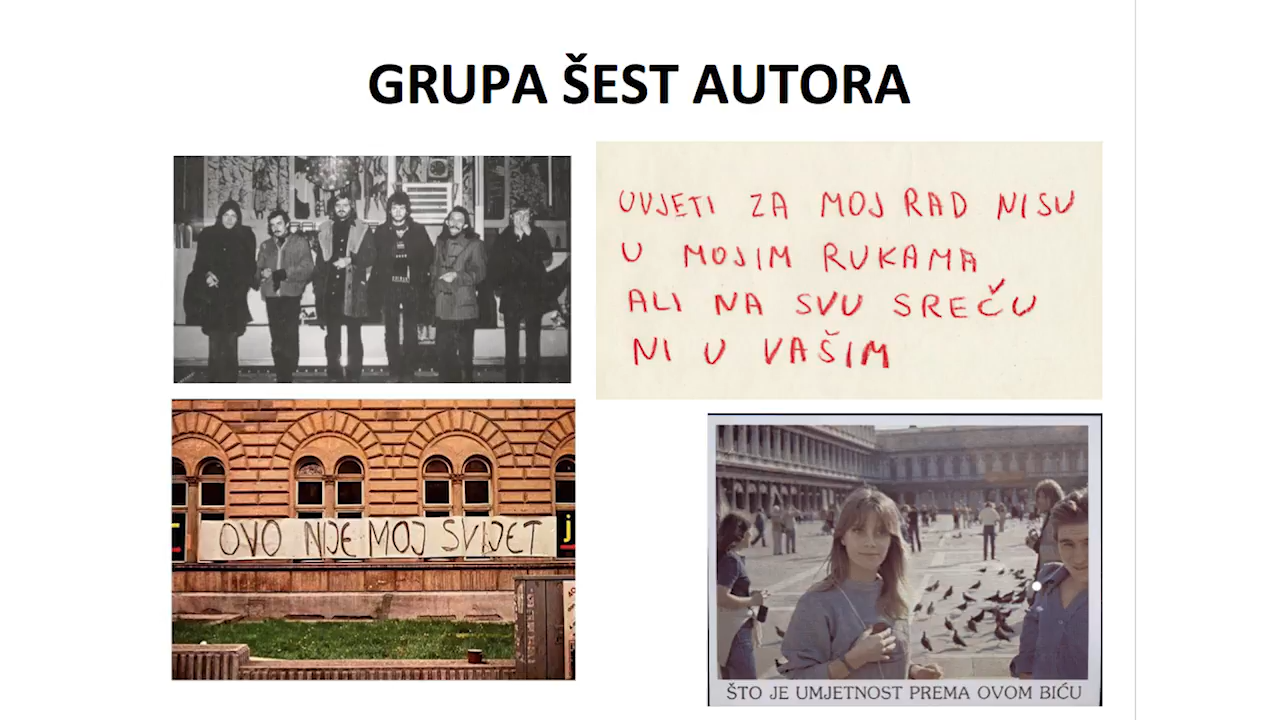 GRUPA ŠEST AUTORA
UVJETI ZA MOJ RAD NISU
U MOJIM RUKAMA
ALI NA SVU SREČU
NI U VAŠIM
OVO NIJE MOJ SVIJET
j
ŠTO JE UMJETNOST PREMA OVOM BIĆU